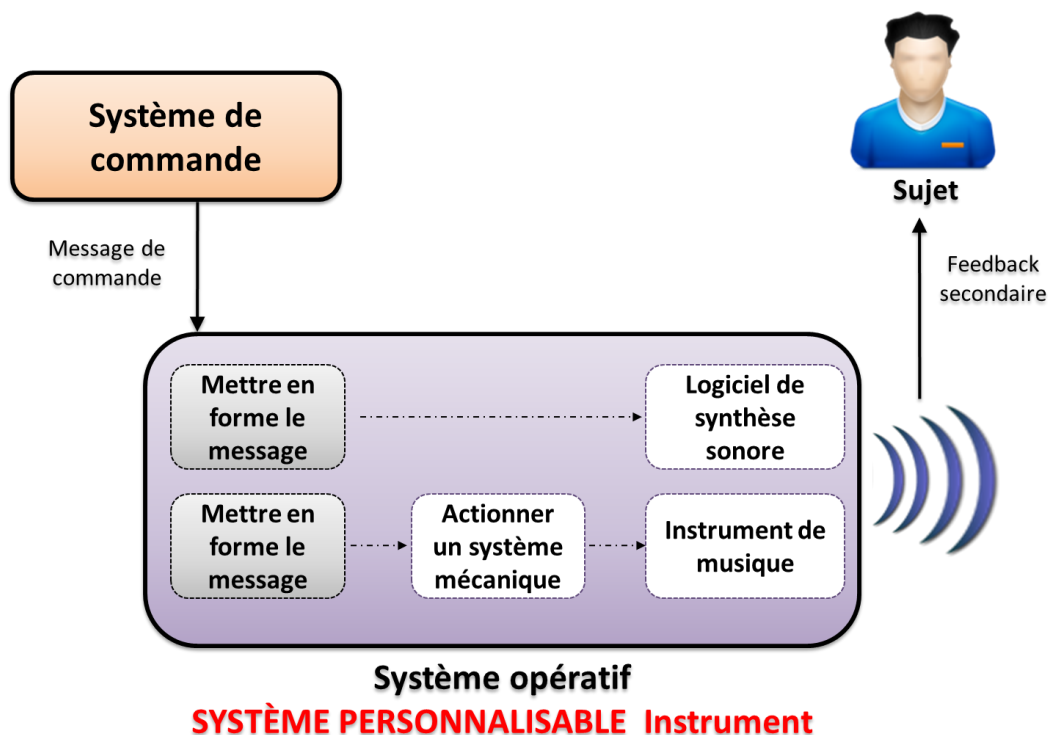 Système de
commande
Sujet
Message de
commande
Feedback
secondaire
Mettre en
forme le
message
Logiciel de
synthèse
sonore
Mettre en
forme le
message
Actionner
un système
mécanique
Instrument de
musique
Système opératif
SYSTÈME PERSONNALISABLE Instrument